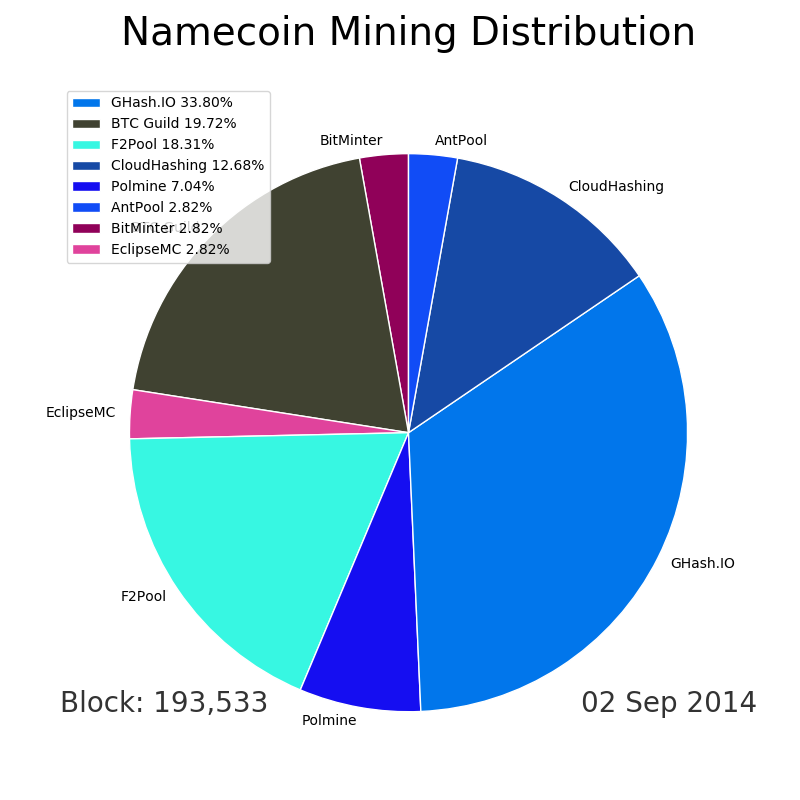 Namecoin Mining Distribution
GHash.IO 33.80%
BTC Guild 19.72%
F2Pool 18.31%
CloudHashing 12.68%
Polmine 7.04%
AntPool 2.82%
BitMinter 2.82%
EclipseMC 2.82%
BitMinter
AntPool
CloudHashing
BTC Guild
EclipseMC
GHash.IO
F2Pool
Polmine
Block: 193,533
02 Sep 2014